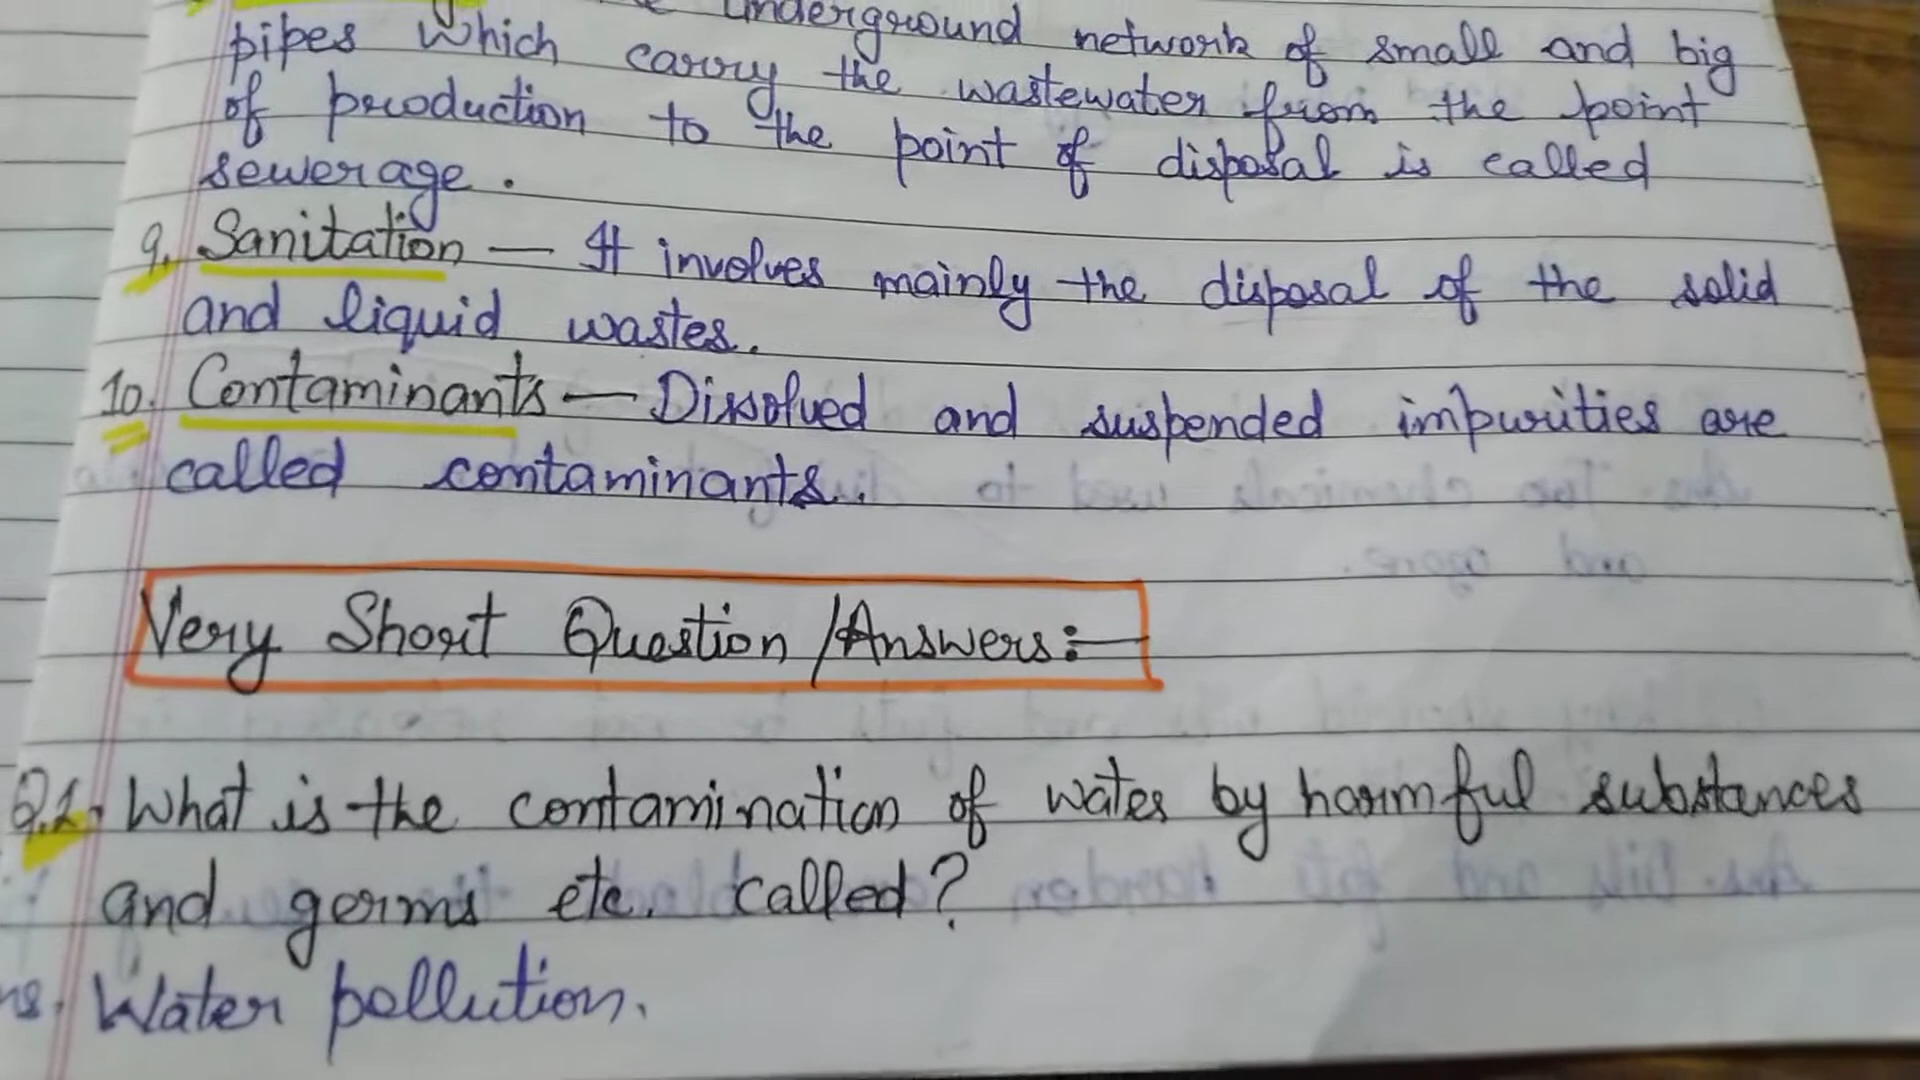 underground network of small and big
pipes which carry the wastewater from the point
of production to the point of disposal is called
sewerage.
9. Sanitation — It involves mainly the disposal of the solid
and liquid wastes.
10. Contaminants — Dissolved and suspended impurities are
called contaminants.
Very Short Question/Answers:—
Q.1. What is the contamination of water by harmful substances
and germs etc. called?
ns. Water pollution.